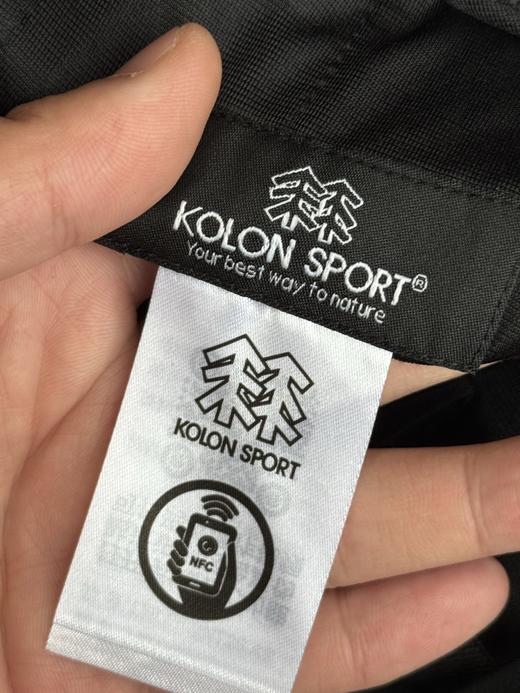 KOLON SPORT®
Your best way to nature
KOLON SPORT
NFC